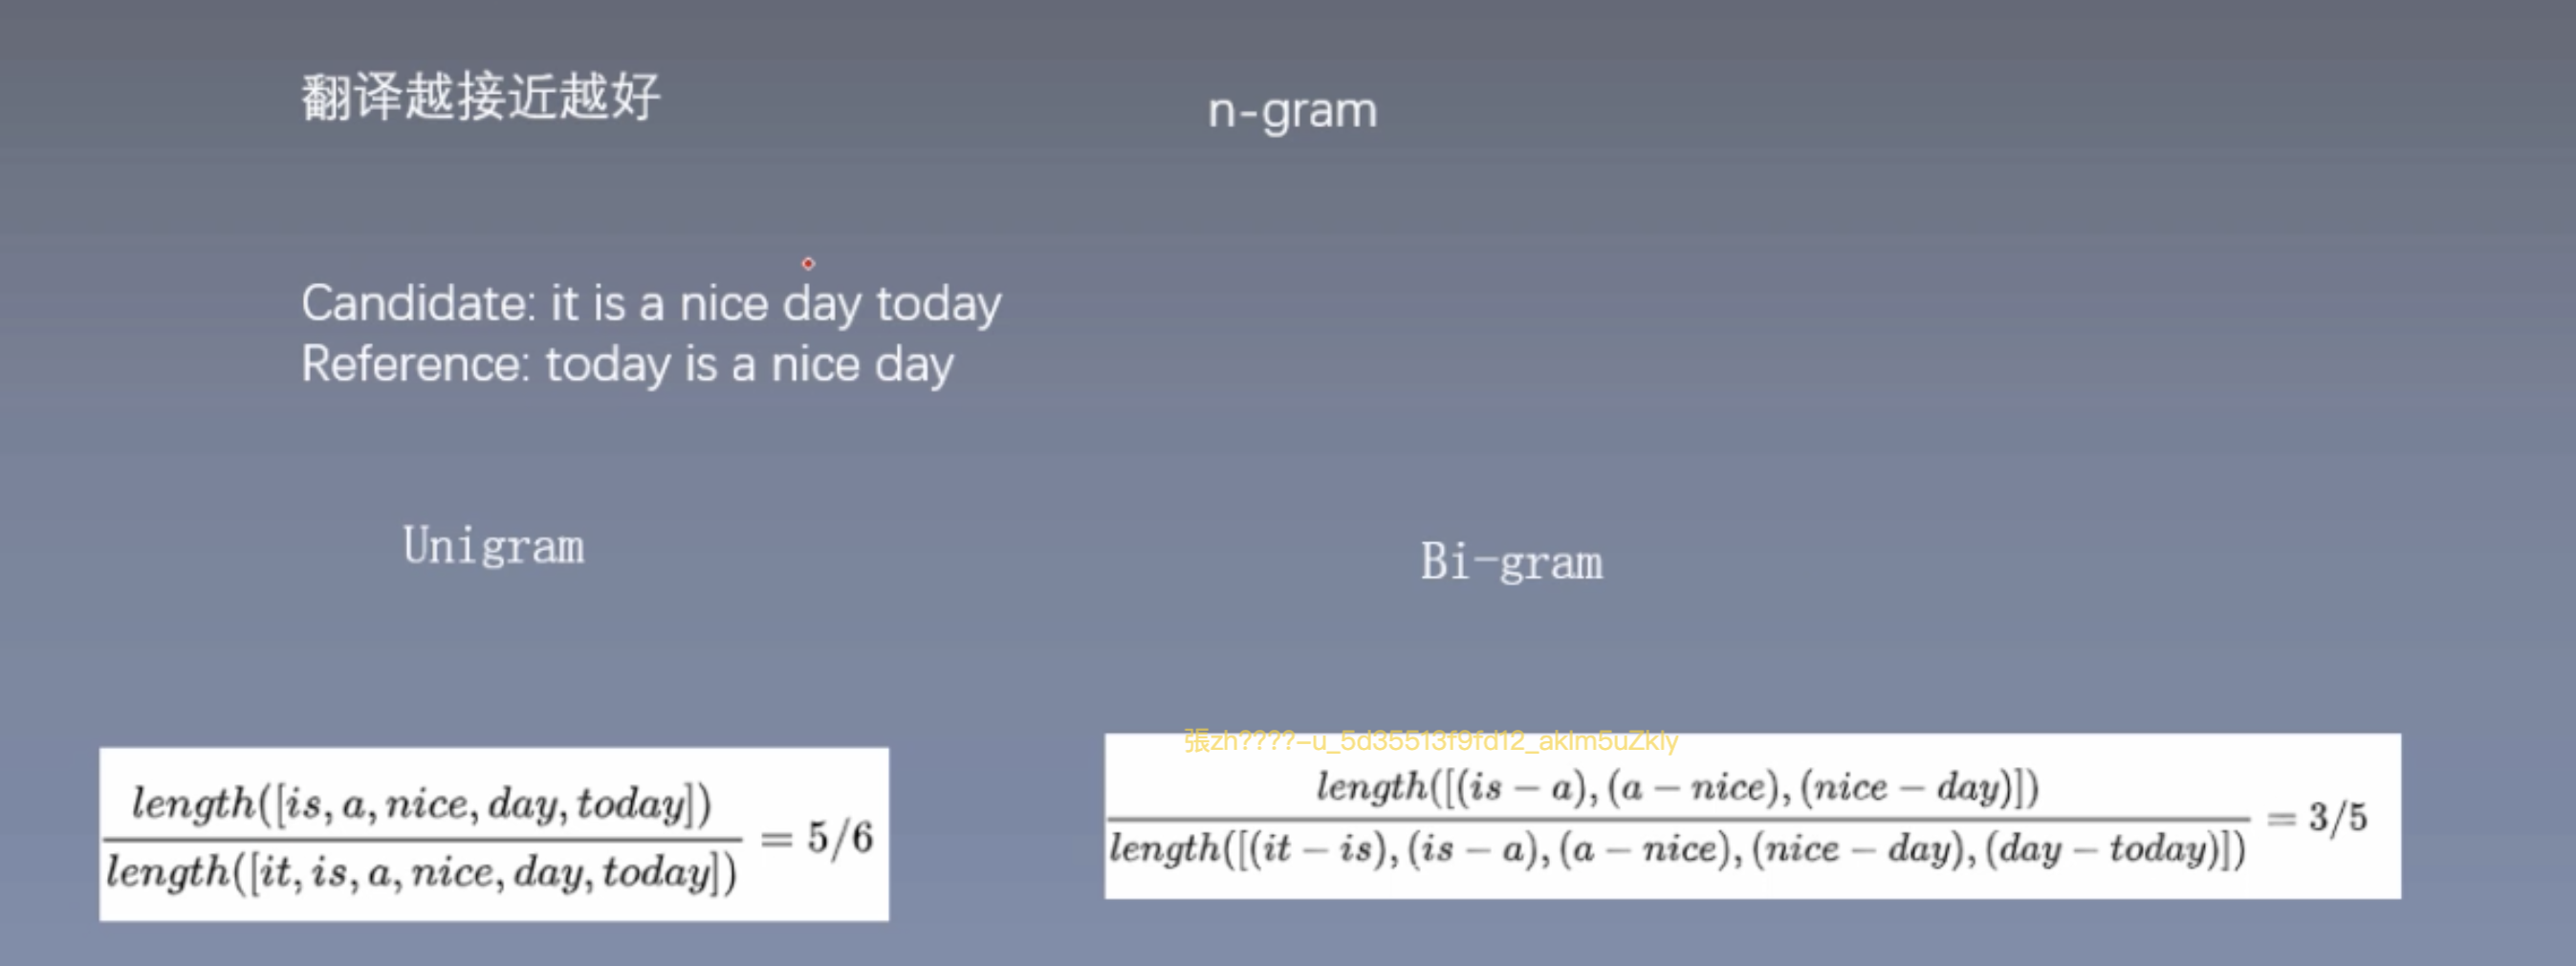 翻译越接近越好
n-gram
Candidate: it is a nice day today
Reference: today is a nice day
Unigram
Bi-gram
length([is, a, nice, day, today])
length([it, is, a, nice, day, today])
= 5/6
張zh????-u_5d35513f9fd12_aklm5uZkly
length([(is − a), (a − nice), (nice − day)])
length([(it − is), (is − a), (a − nice), (nice − day), (day − today)])
= 3/5